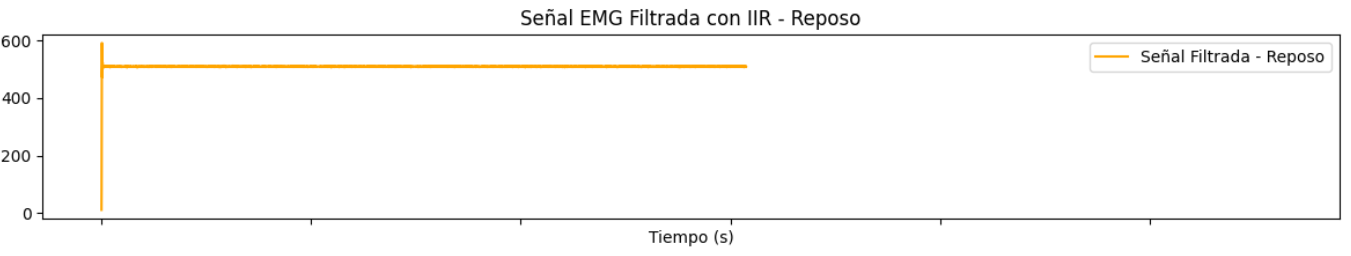 Señal EMG Filtrada con IIR - Reposo
600
Señal Filtrada - Reposo
400
200
0
Tiempo (s)